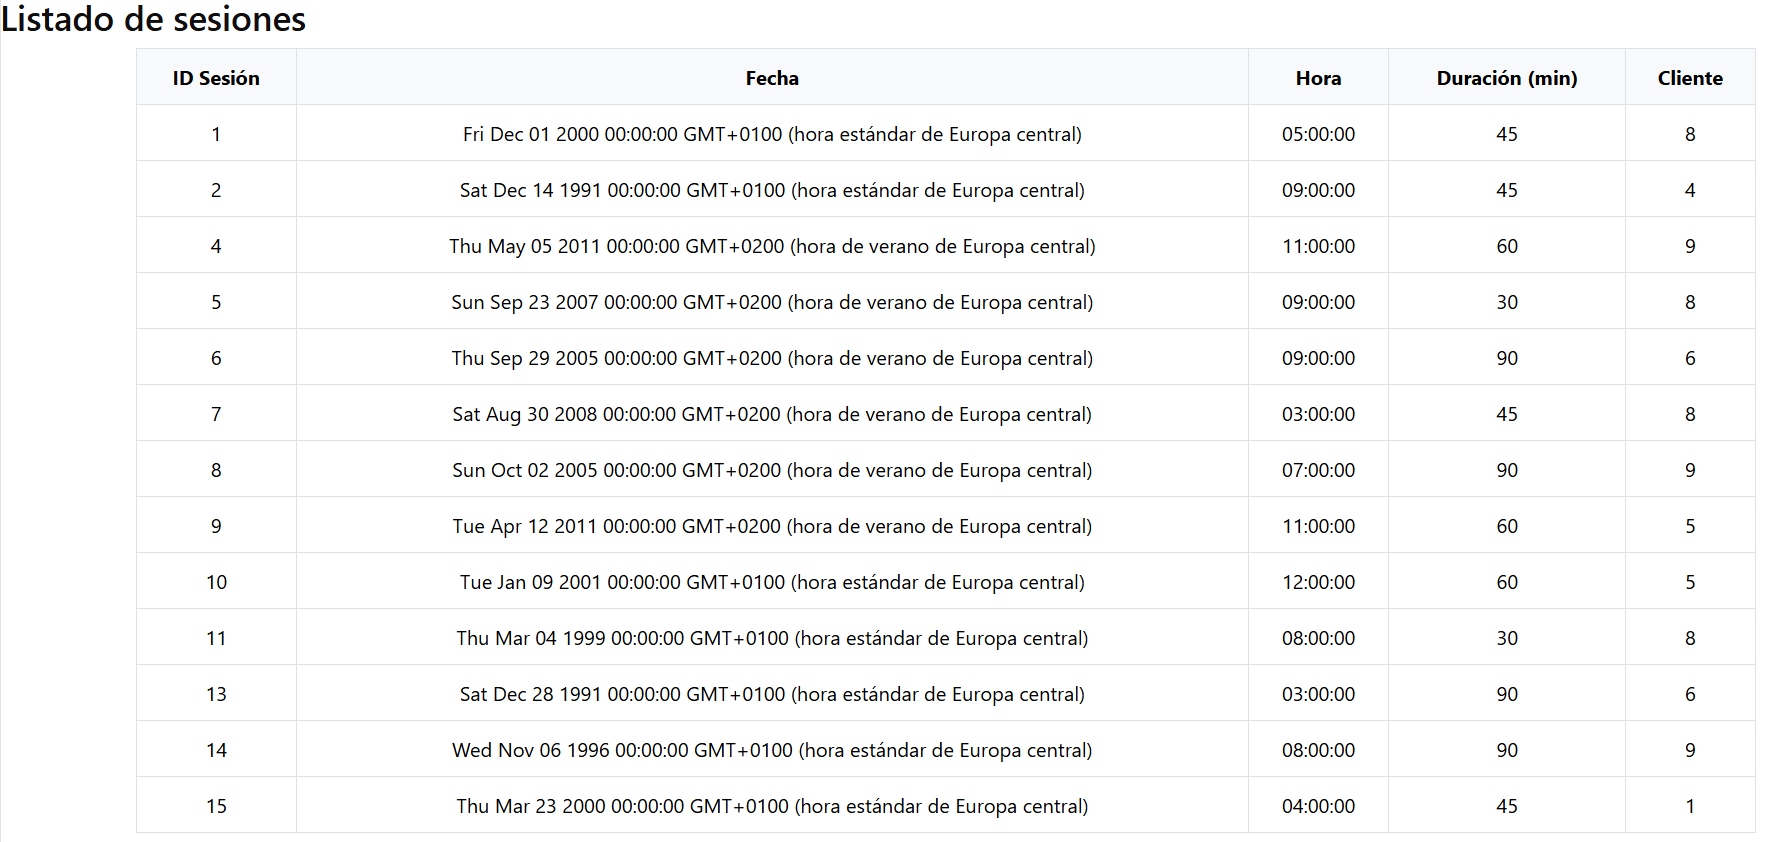 Listado de sesiones
ID Sesión Fecha Hora Duración (min) Cliente
1 Fri Dec 01 2000 00:00:00 GMT+0100 (hora estándar de Europa central) 05:00:00 45 8
2 Sat Dec 14 1991 00:00:00 GMT+0100 (hora estándar de Europa central) 09:00:00 45 4
4 Thu May 05 2011 00:00:00 GMT+0200 (hora de verano de Europa central) 11:00:00 60 9
5 Sun Sep 23 2007 00:00:00 GMT+0200 (hora de verano de Europa central) 09:00:00 30 8
6 Thu Sep 29 2005 00:00:00 GMT+0200 (hora de verano de Europa central) 09:00:00 90 6
7 Sat Aug 30 2008 00:00:00 GMT+0200 (hora de verano de Europa central) 03:00:00 45 8
8 Sun Oct 02 2005 00:00:00 GMT+0200 (hora de verano de Europa central) 07:00:00 90 9
9 Tue Apr 12 2011 00:00:00 GMT+0200 (hora de verano de Europa central) 11:00:00 60 5
10 Tue Jan 09 2001 00:00:00 GMT+0100 (hora estándar de Europa central) 12:00:00 60 5
11 Thu Mar 04 1999 00:00:00 GMT+0100 (hora estándar de Europa central) 08:00:00 30 8
13 Sat Dec 28 1991 00:00:00 GMT+0100 (hora estándar de Europa central) 03:00:00 90 6
14 Wed Nov 06 1996 00:00:00 GMT+0100 (hora estándar de Europa central) 08:00:00 90 9
15 Thu Mar 23 2000 00:00:00 GMT+0100 (hora estándar de Europa central) 04:00:00 45 1